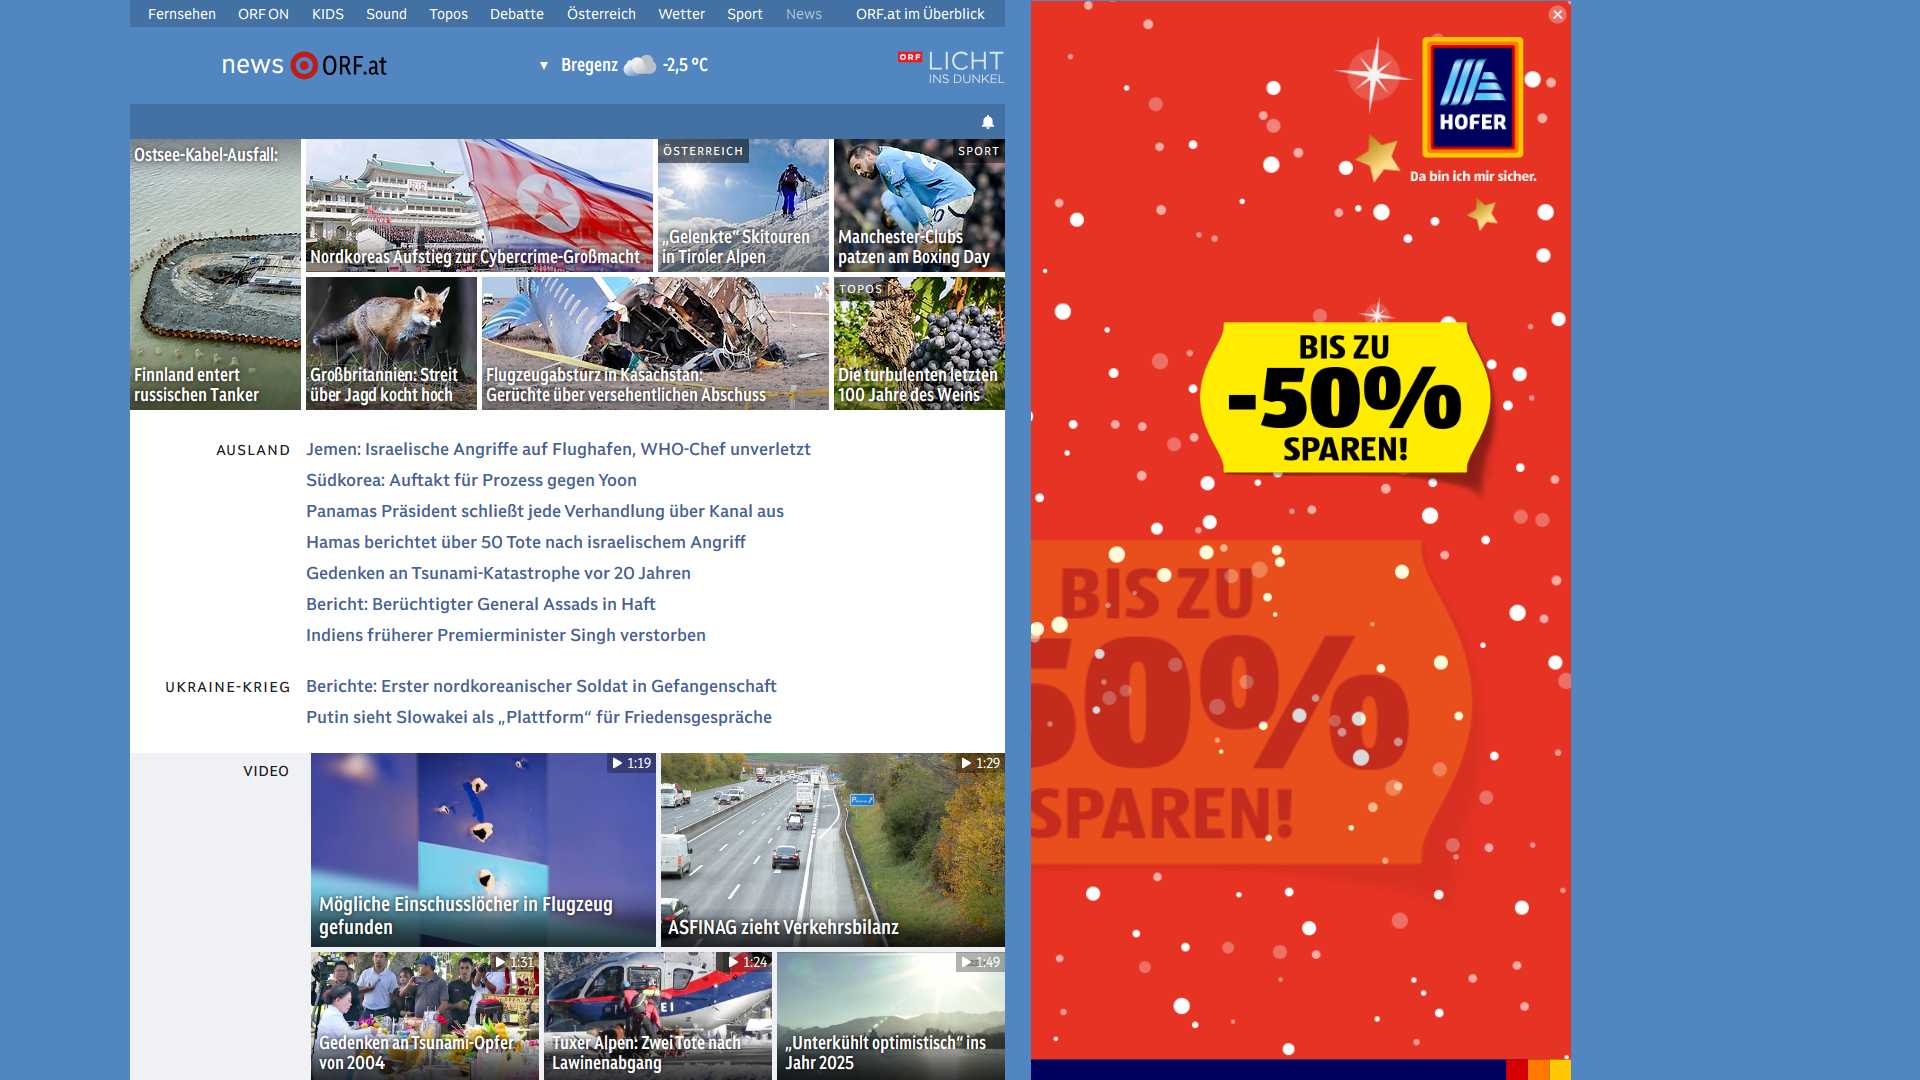 Fernsehen ORF ON KIDS Sound Topos Debatte Österreich Wetter Sport News ORF.at im Überblick
news ORF.at
▼ Bregenz -2,5 °C
ORF LICHT
INS DUNKEL
Ostsee-Kabel-Ausfall:
Finnland entert
russischen Tanker
Nordkoreas Aufstieg zur Cybercrime-Großmacht
ÖSTERREICH
„Gelenkte“ Skitouren
in Tiroler Alpen
SPORT
Manchester-Clubs
patzen am Boxing Day
Großbritannien: Streit
über Jagd kocht hoch
Flugzeugabsturz in Kasachstan:
Gerüchte über versehentlichen Abschuss
TOPOS
Die turbulenten letzten
100 Jahre des Weins
AUSLAND
Jemen: Israelische Angriffe auf Flughafen, WHO-Chef unverletzt
Südkorea: Auftakt für Prozess gegen Yoon
Panamas Präsident schließt jede Verhandlung über Kanal aus
Hamas berichtet über 50 Tote nach israelischem Angriff
Gedenken an Tsunami-Katastrophe vor 20 Jahren
Bericht: Berüchtigter General Assads in Haft
Indiens früherer Premierminister Singh verstorben
UKRAINE-KRIEG
Berichte: Erster nordkoreanischer Soldat in Gefangenschaft
Putin sieht Slowakei als „Plattform“ für Friedensgespräche
VIDEO
1:19
Mögliche Einschusslöcher in Flugzeug
gefunden
1:29
ASFINAG zieht Verkehrsbilanz
1:31
Gedenken an Tsunami-Opfer
von 2004
1:24
Tuxer Alpen: Zwei Tote nach
Lawinenabgang
1:49
„Unterkühlt optimistisch“ ins
Jahr 2025
HOFER
Da bin ich mir sicher.
BIS ZU
-50%
SPAREN!
BIS ZU
50%
SPAREN!